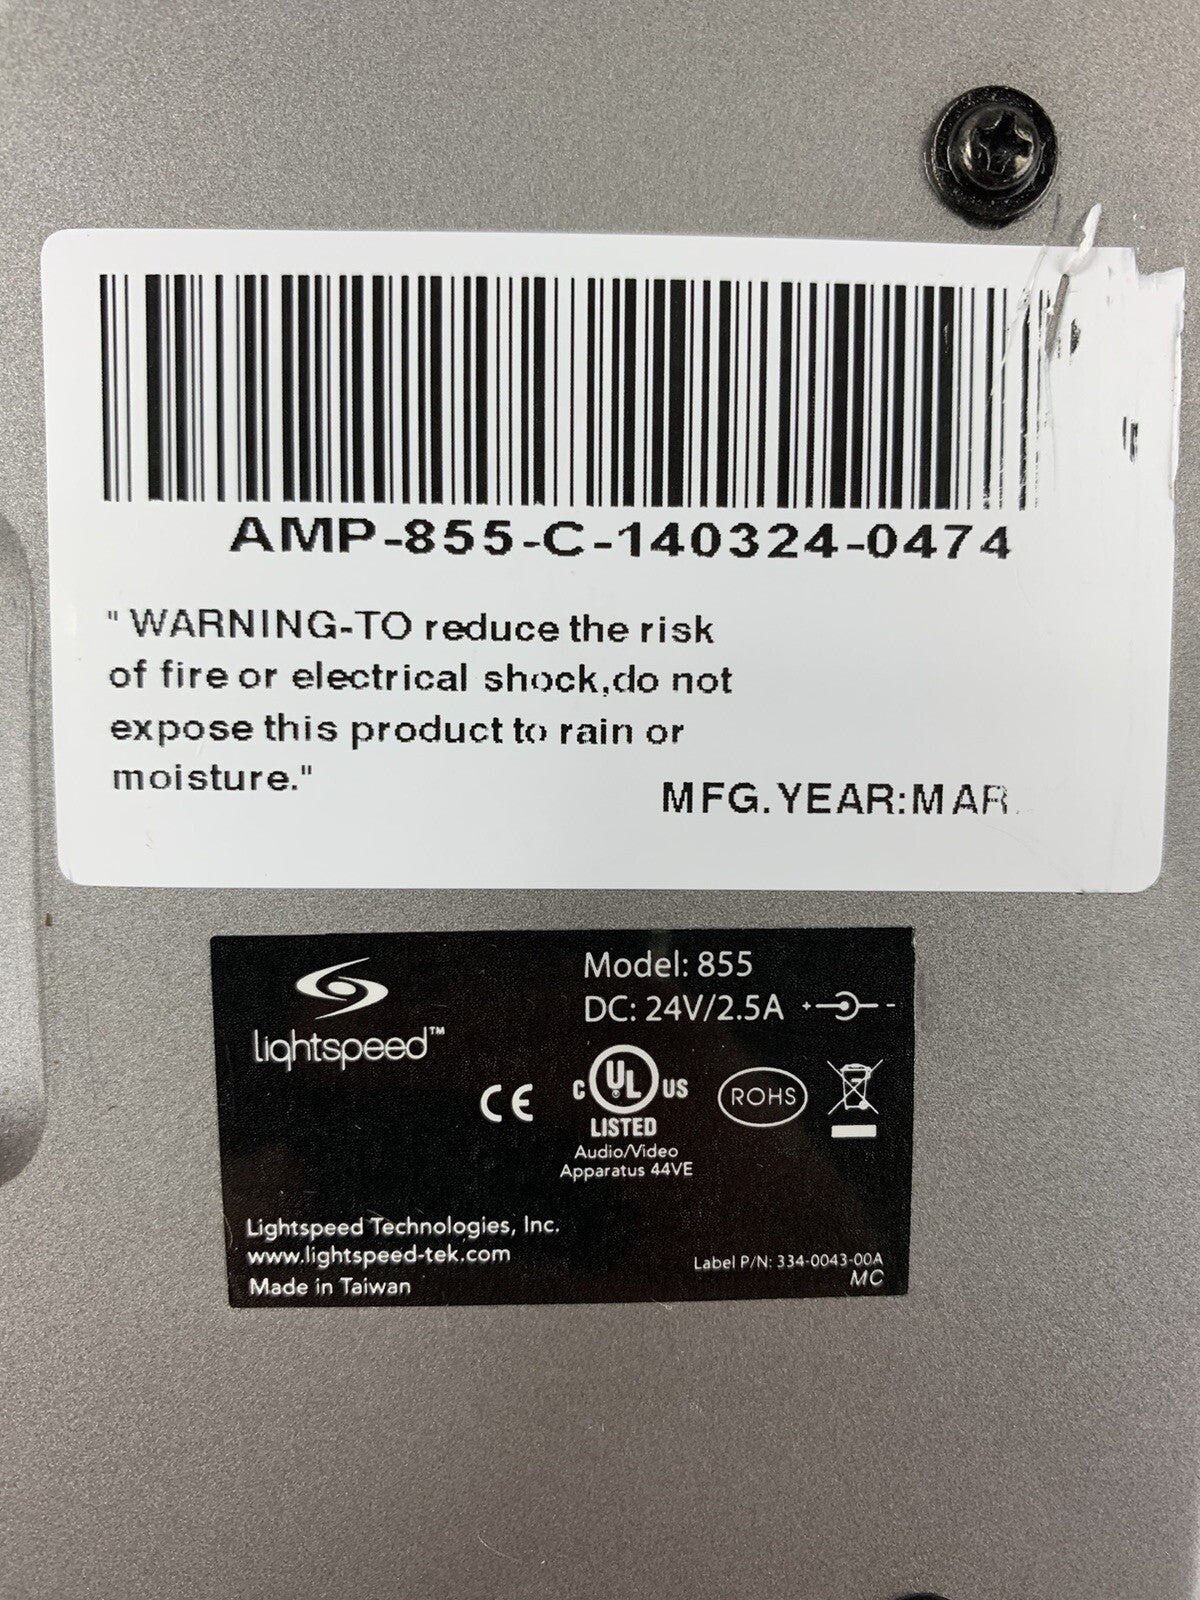 AMP-855-C-140324-0474
" WARNING-TO reduce the risk
of fire or electrical shock,do not
expose this product to rain or
moisture."
MFG.YEAR:MAR.
lightspeed™
Model: 855
DC: 24V/2.5A + -
CE
C UL US
LISTED
Audio/Video
Apparatus 44VE
ROHS
Lightspeed Technologies, Inc.
www.lightspeed-tek.com
Made in Taiwan
Label P/N: 334-0043-00A
MC